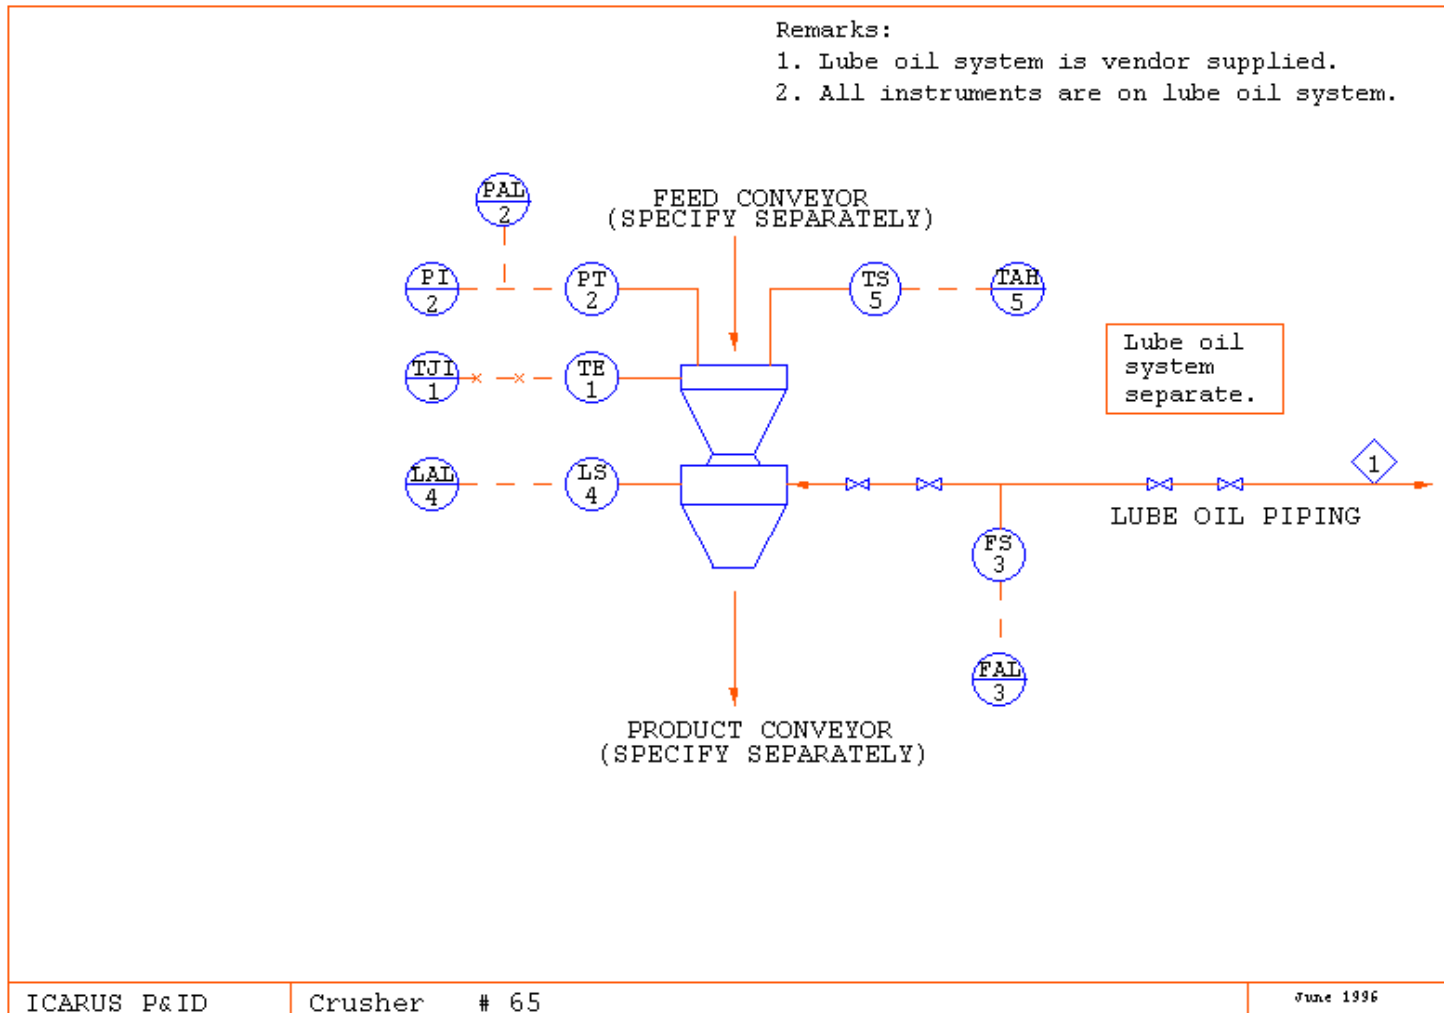 Remarks:
1. Lube oil system is vendor supplied.
2. All instruments are on lube oil system.
PAL
2
FEED CONVEYOR
(SPECIFY SEPARATELY)
PI
2
PT
2
TS
5
TAH
5
TJI
1
TE
1
Lube oil
system
separate.
LAL
4
LS
4
1
LUBE OIL PIPING
FS
3
FAL
3
PRODUCT CONVEYOR
(SPECIFY SEPARATELY)
ICARUS P&ID
Crusher # 65
June 1996